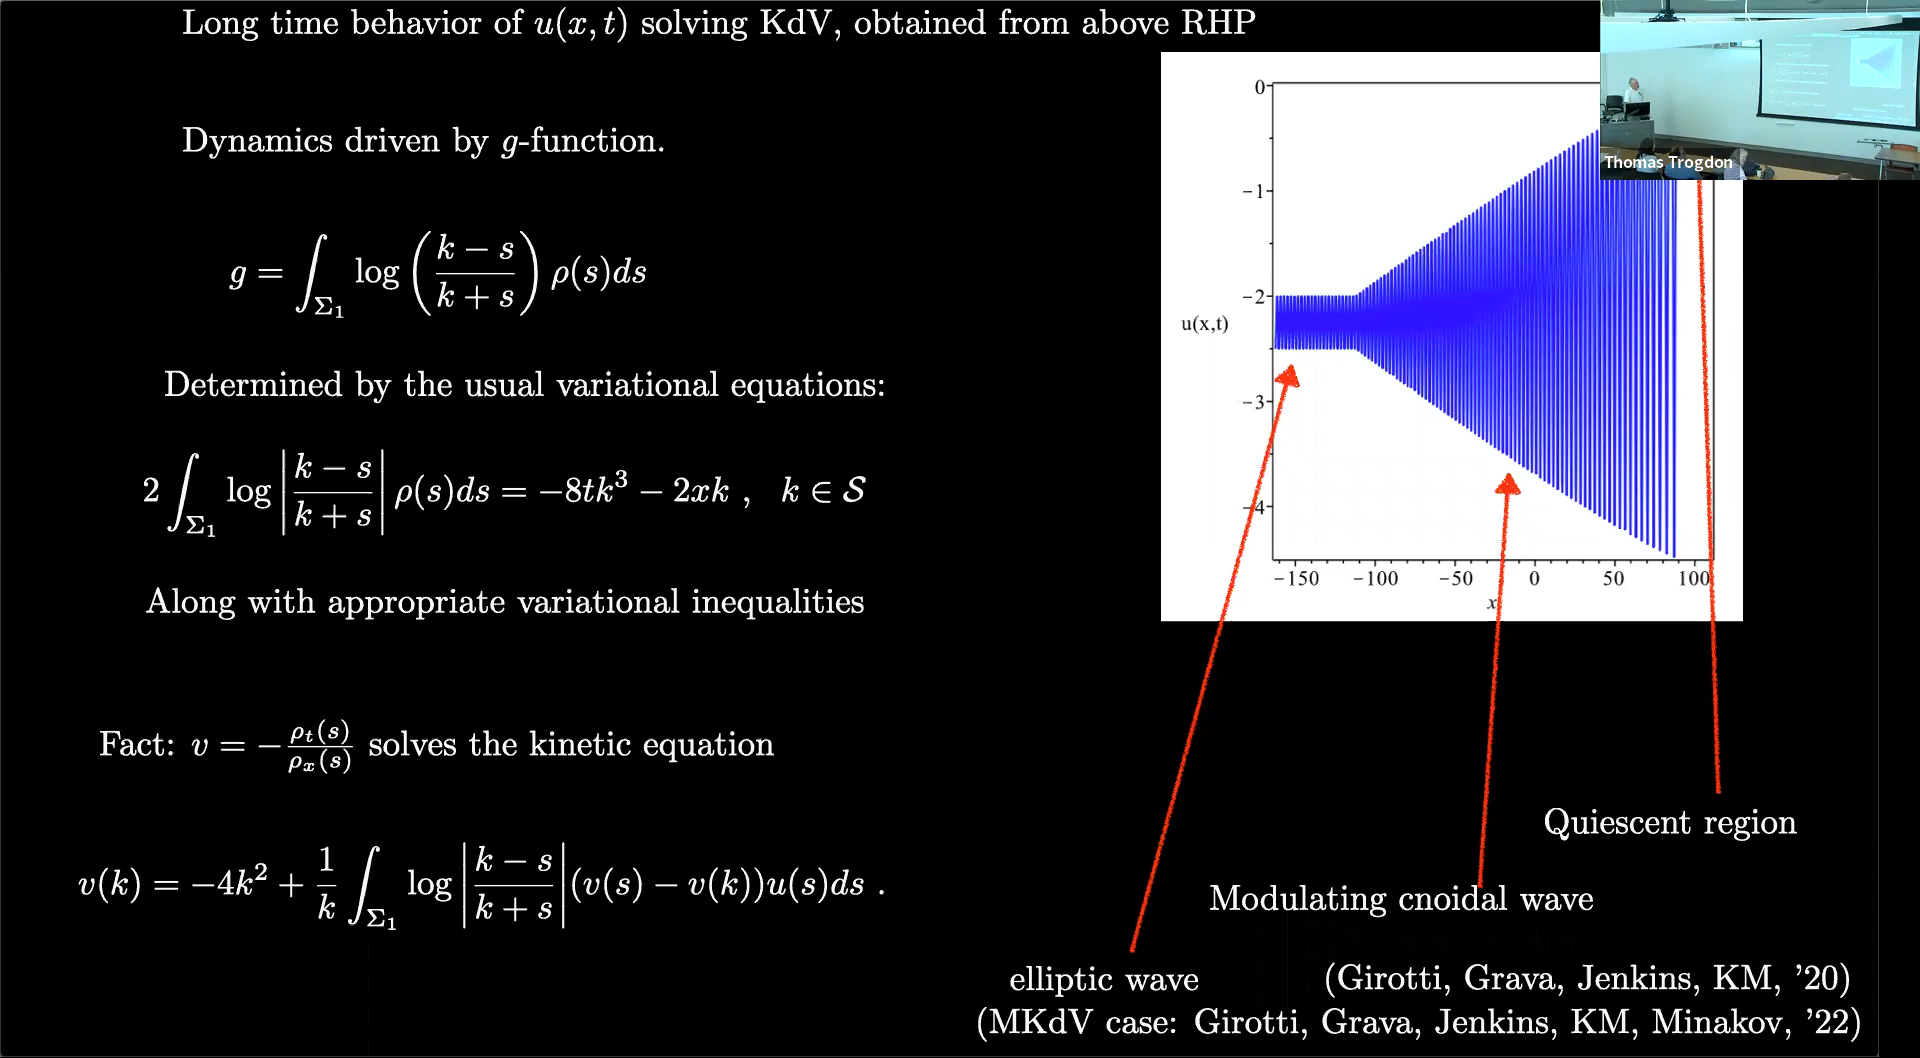 Long time behavior of u(x, t) solving KdV, obtained from above RHP
Dynamics driven by g-function.
g = ∫_{Σ₁} log ( (k − s)/(k + s) ) ρ(s)ds
Determined by the usual variational equations:
2 ∫_{Σ₁} log | (k − s)/(k + s) | ρ(s)ds = −8tk³ − 2xk , k ∈ 𝒮
Along with appropriate variational inequalities
Fact: v = − ρ_t(s)/ρ_x(s) solves the kinetic equation
v(k) = −4k² + (1/k) ∫_{Σ₁} log | (k − s)/(k + s) | (v(s) − v(k))u(s)ds .
0
−1
−2
u(x,t)
−3
−4
−150 −100 −50 0 50 100
x
Thomas Trogdon
Quiescent region
Modulating cnoidal wave
elliptic wave
(Girotti, Grava, Jenkins, KM, ’20)
(MKdV case: Girotti, Grava, Jenkins, KM, Minakov, ’22)